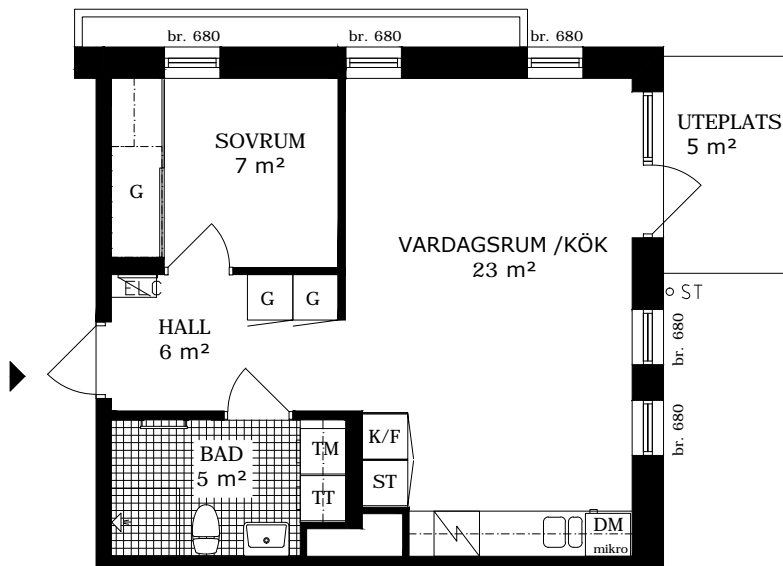 br. 680
br. 680
br. 680
SOVRUM
7 m²
UTEPLATS
5 m²
G
VARDAGSRUM /KÖK
23 m²
ELC
G
G
ST
HALL
6 m²
br. 680
br. 680
K/F
TM
BAD
5 m²
ST
TT
DM
mikro